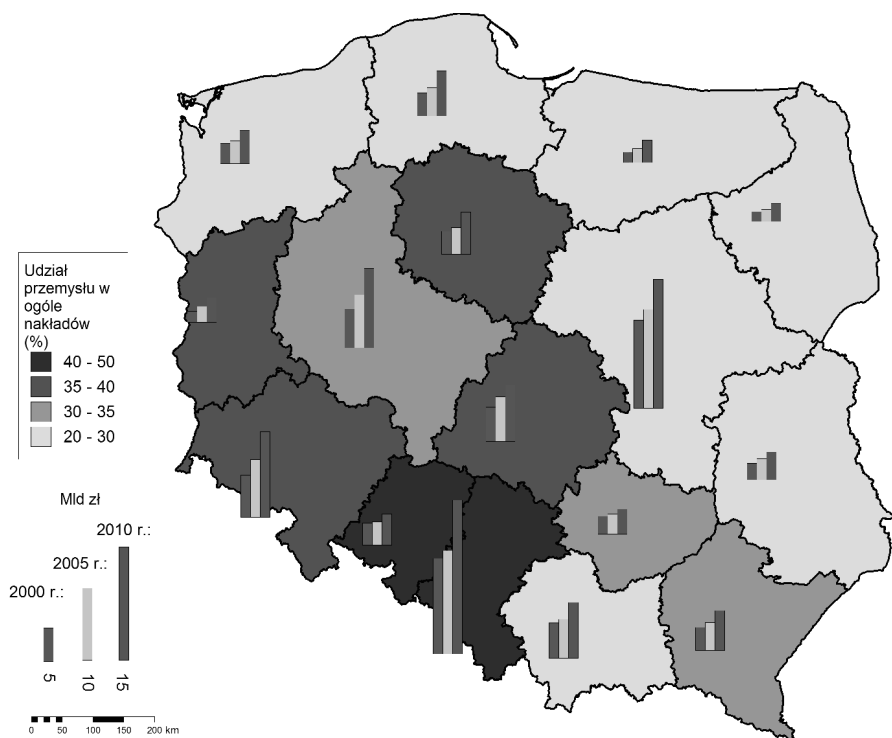 Udział
przemysłu w
ogóle
nakładów
(%)
40 - 50
35 - 40
30 - 35
20 - 30
Mld zł
2010 r.:
2005 r.:
2000 r.:
5
10
15
0 50 100 200 km